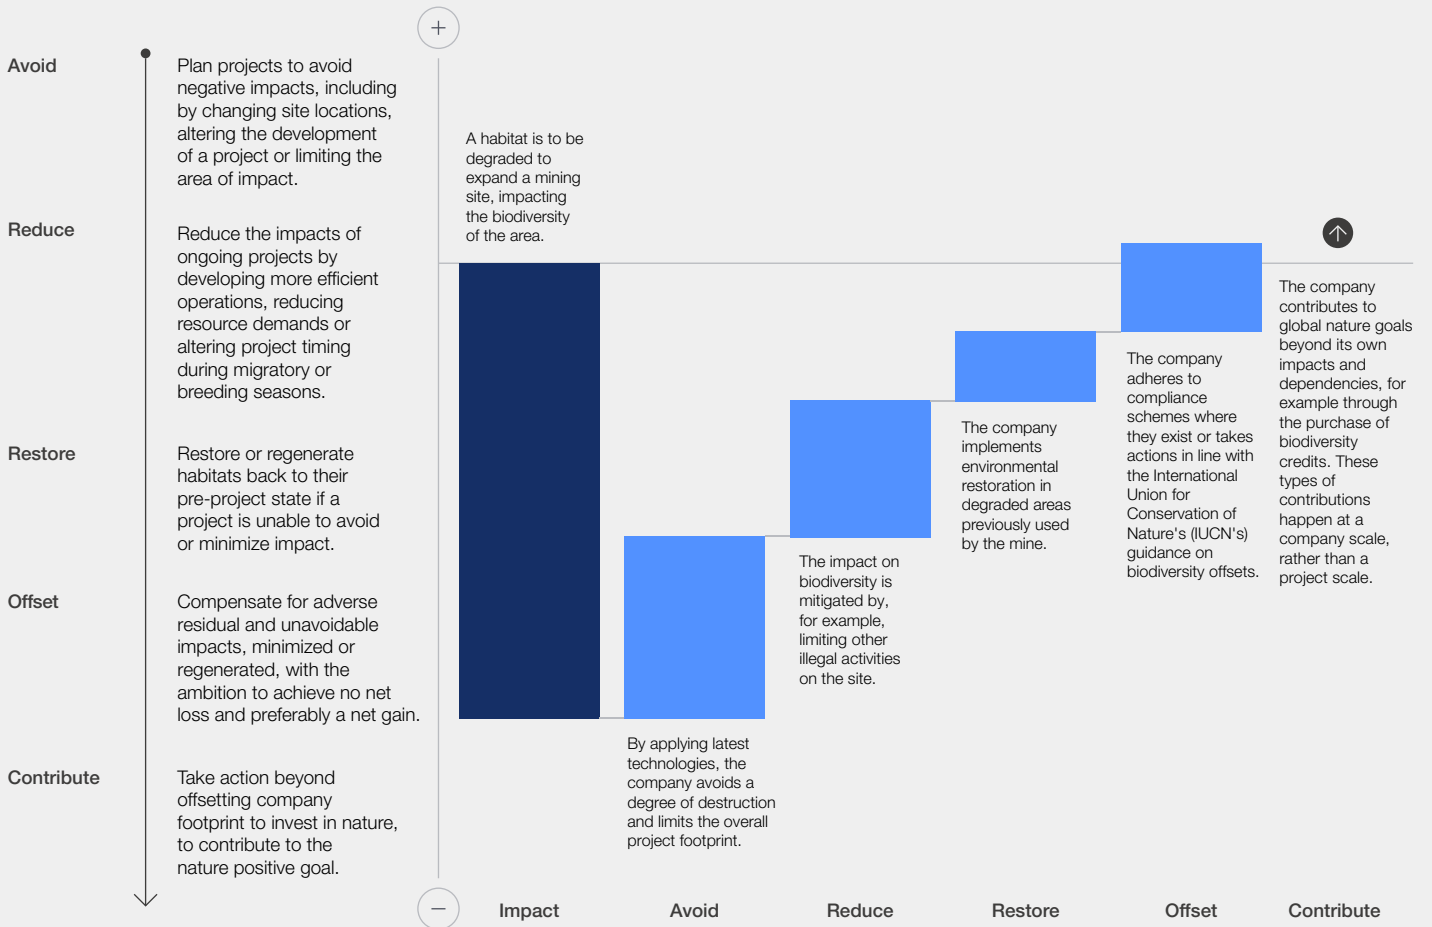 Avoid
Plan projects to avoid
negative impacts, including
by changing site locations,
altering the development
of a project or limiting the
area of impact.
Reduce
Reduce the impacts of
ongoing projects by
developing more efficient
operations, reducing
resource demands or
altering project timing
during migratory or
breeding seasons.
Restore
Restore or regenerate
habitats back to their
pre-project state if a
project is unable to avoid
or minimize impact.
Offset
Compensate for adverse
residual and unavoidable
impacts, minimized or
regenerated, with the
ambition to achieve no net
loss and preferably a net gain.
Contribute
Take action beyond
offsetting company
footprint to invest in nature,
to contribute to the
nature positive goal.
+
A habitat is to be
degraded to
expand a mining
site, impacting
the biodiversity
of the area.
By applying latest
technologies, the
company avoids a
degree of destruction
and limits the overall
project footprint.
The impact on
biodiversity is
mitigated by,
for example,
limiting other
illegal activities
on the site.
The company
implements
environmental
restoration in
degraded areas
previously used
by the mine.
The company
adheres to
compliance
schemes where
they exist or takes
actions in line with
the International
Union for
Conservation of
Nature's (IUCN's)
guidance on
biodiversity offsets.
The company
contributes to
global nature goals
beyond its own
impacts and
dependencies, for
example through
the purchase of
biodiversity
credits. These
types of
contributions
happen at a
company scale,
rather than a
project scale.
−
Impact
Avoid
Reduce
Restore
Offset
Contribute